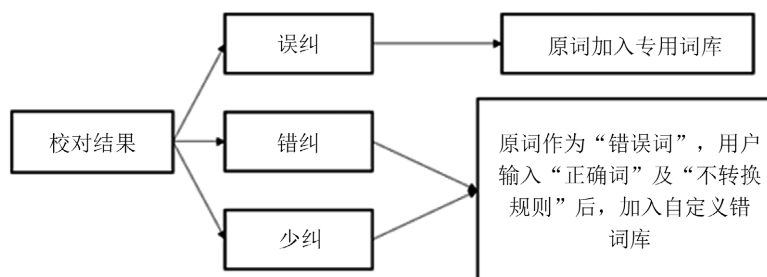 误纠
原词加入专用词库
校对结果
错纠
原词作为“错误词”，用户
输入“正确词”及“不转换
规则”后，加入自定义错
词库
少纠